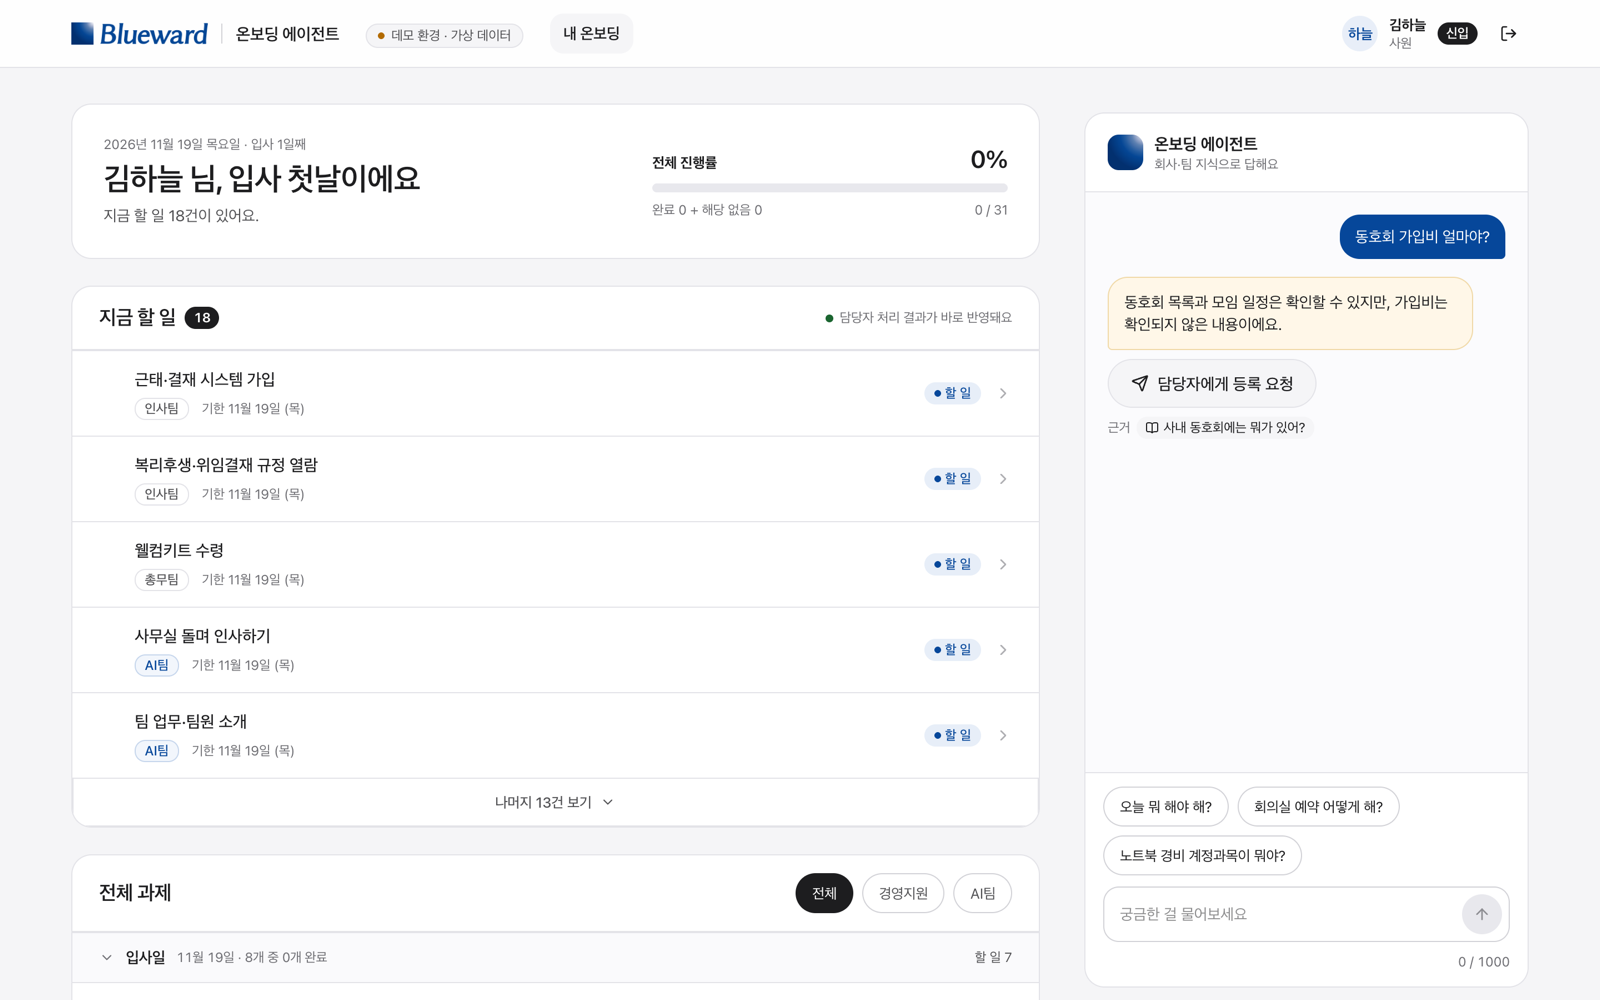 Blueward
온보딩 에이전트
데모 환경 · 가상 데이터
내 온보딩
하늘
김하늘
사원
신입
2026년 11월 19일 목요일 · 입사 1일째
김하늘 님, 입사 첫날이에요
지금 할 일 18건이 있어요.
전체 진행률
0%
완료 0 + 해당 없음 0
0 / 31
지금 할 일
18
담당자 처리 결과가 바로 반영돼요
근태·결재 시스템 가입
인사팀
기한 11월 19일 (목)
할 일
복리후생·위임결재 규정 열람
인사팀
기한 11월 19일 (목)
할 일
웰컴키트 수령
총무팀
기한 11월 19일 (목)
할 일
사무실 돌며 인사하기
AI팀
기한 11월 19일 (목)
할 일
팀 업무·팀원 소개
AI팀
기한 11월 19일 (목)
할 일
나머지 13건 보기
전체 과제
전체
경영지원
AI팀
입사일
11월 19일 · 8개 중 0개 완료
할 일 7
온보딩 에이전트
회사·팀 지식으로 답해요
동호회 가입비 얼마야?
동호회 목록과 모임 일정은 확인할 수 있지만, 가입비는
확인되지 않은 내용이에요.
담당자에게 등록 요청
근거
사내 동호회에는 뭐가 있어?
오늘 뭐 해야 해?
회의실 예약 어떻게 해?
노트북 경비 계정과목이 뭐야?
궁금한 걸 물어보세요
0 / 1000